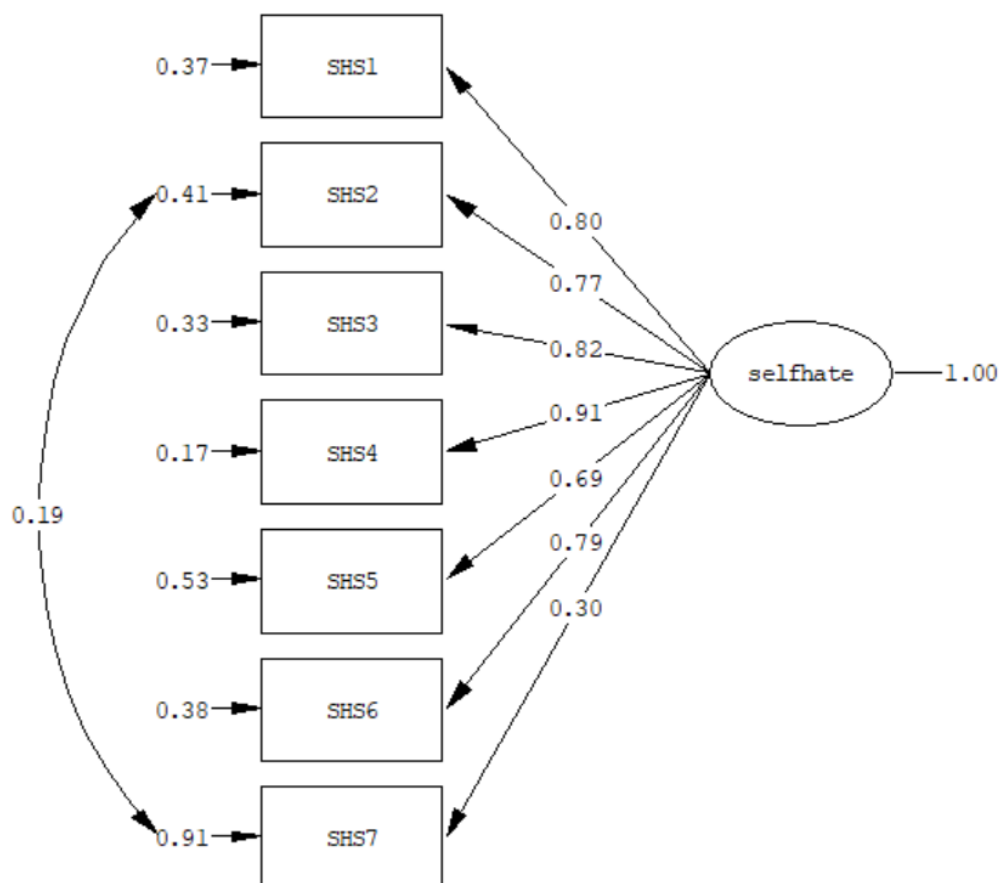 0.37 SHS1
0.80
0.41 SHS2
0.77
0.33 SHS3
0.82
selfhate 1.00
0.91
0.17 SHS4
0.69
0.19
0.79
0.53 SHS5
0.30
0.38 SHS6
0.91 SHS7